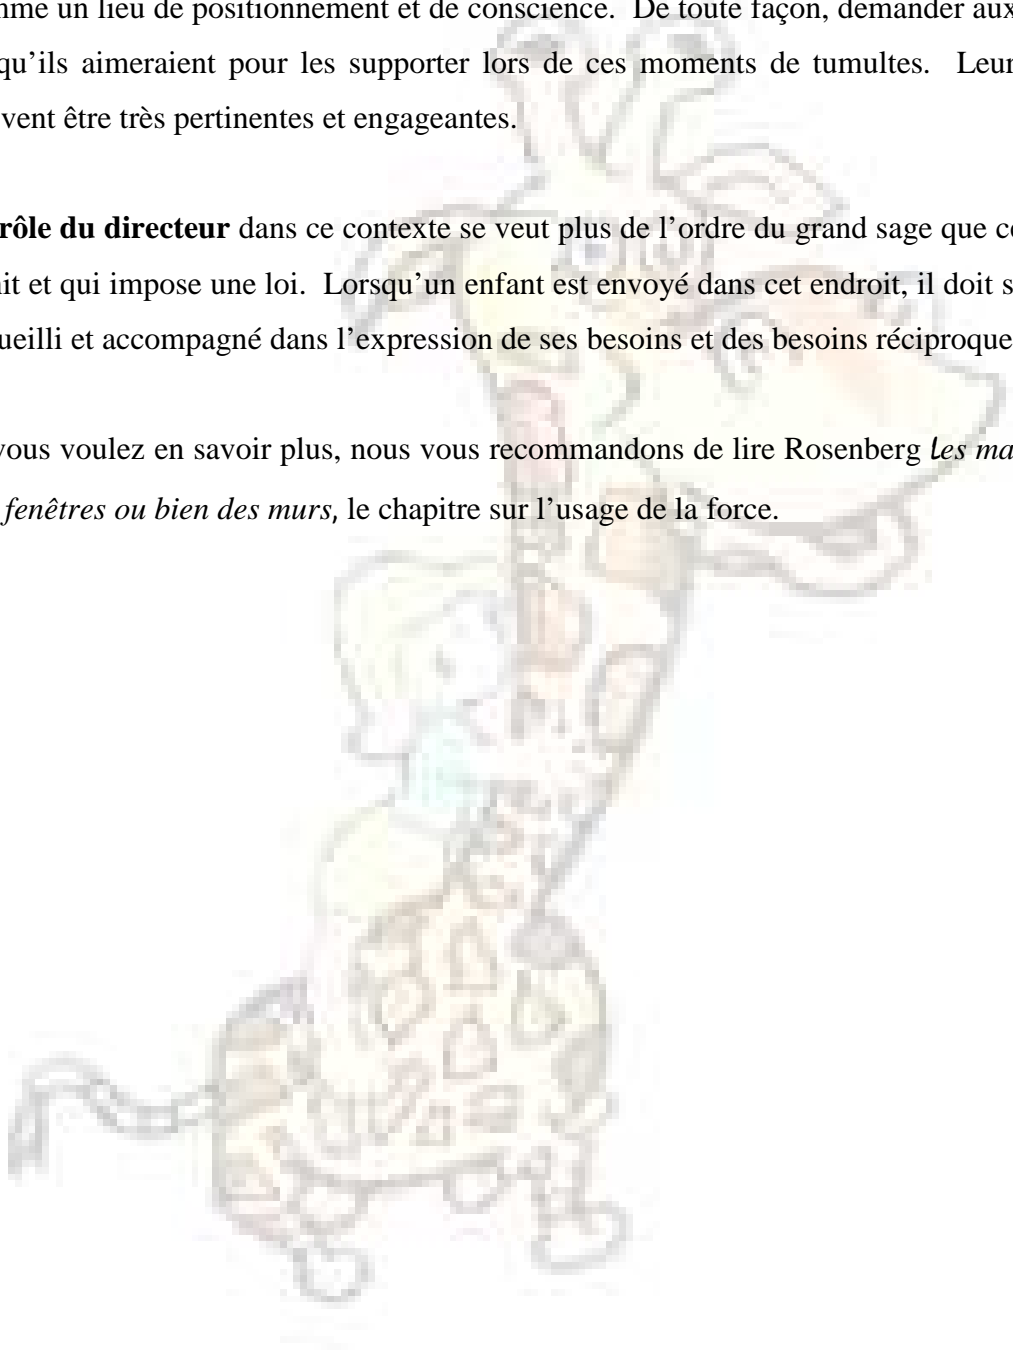 mme un lieu de positionnement et de conscience.  De toute façon, demander aux
qu’ils aimeraient pour les supporter lors de ces moments de tumultes.  Leur
vent être très pertinentes et engageantes.
rôle du directeur dans ce contexte se veut plus de l’ordre du grand sage que ce
nit et qui impose une loi.  Lorsqu’un enfant est envoyé dans cet endroit, il doit s
ueilli et accompagné dans l’expression de ses besoins et des besoins réciproque
vous voulez en savoir plus, nous vous recommandons de lire Rosenberg Les ma
fenêtres ou bien des murs, le chapitre sur l’usage de la force.